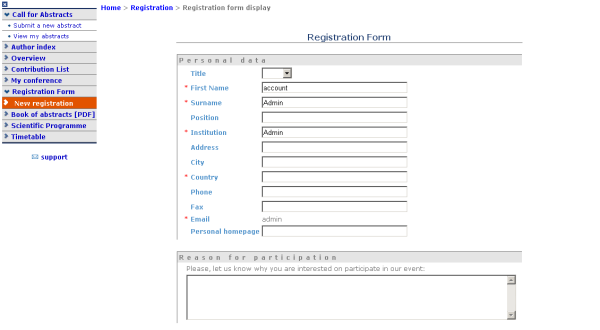 Home > Registration > Registration form display
Call for Abstracts
• Submit a new abstract
• View my abstracts
Author index
Overview
Contribution List
My conference
Registration Form
New registration
Book of abstracts [PDF]
Scientific Programme
Timetable
support
Registration Form
Personal data
Title
* First Name account
* Surname Admin
Position
* Institution Admin
Address
City
* Country
Phone
Fax
* Email admin
Personal homepage
Reason for participation
Please, let us know why you are interested on participate in our event: